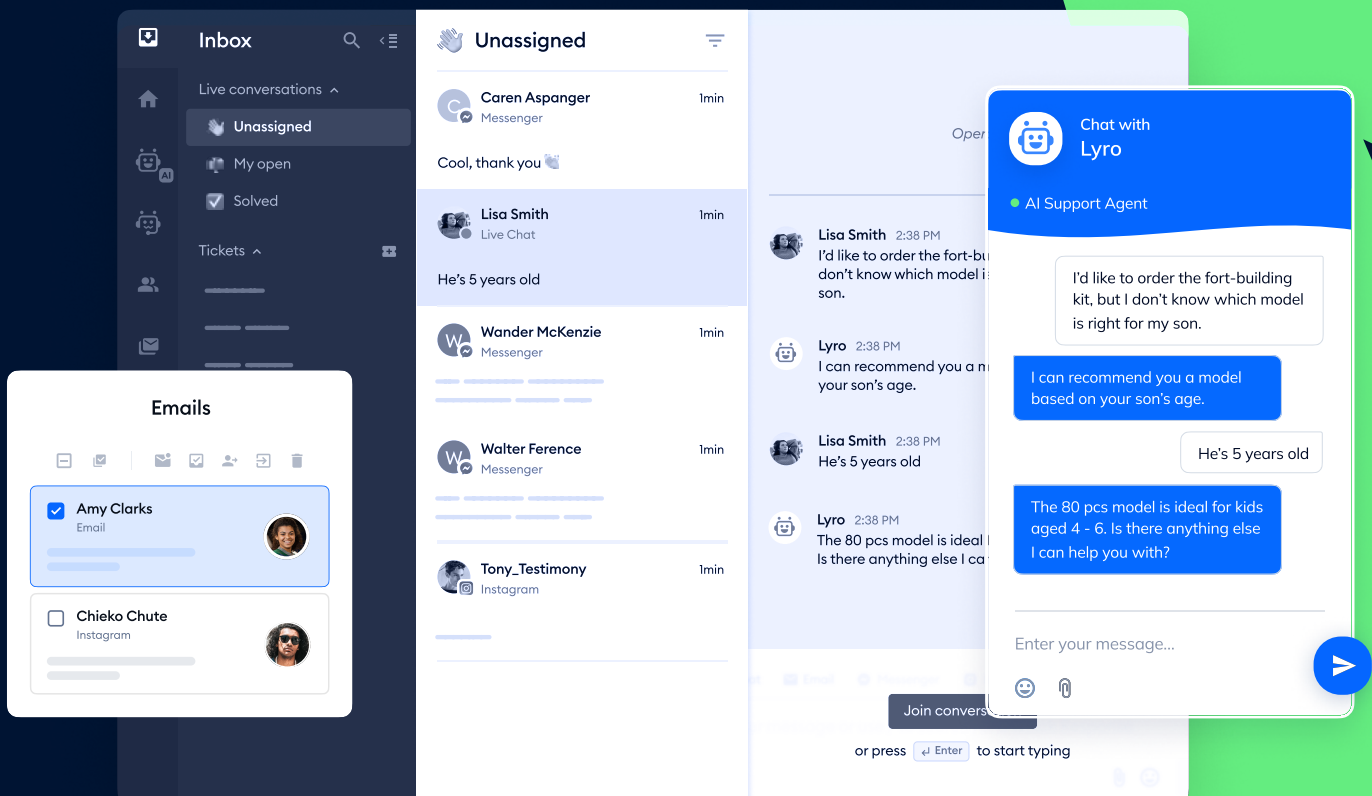 Inbox
Live conversations
Unassigned
My open
Solved
Tickets
AI
Emails
Amy Clarks
Email
Chieko Chute
Instagram
Unassigned
Caren Aspanger
1min
C
Messenger
Cool, thank you
Lisa Smith
1min
Live Chat
He's 5 years old
Wander McKenzie
1min
W
Messenger
Walter Ference
1min
W
Messenger
Tony_Testimony
1min
Instagram
Lisa Smith 2:38 PM
I'd like to order the fort-bu
don't know which model i
son.
Lyro 2:38 PM
I can recommend you a m
your son's age.
Lisa Smith 2:38 PM
He's 5 years old
Lyro 2:38 PM
The 80 pcs model is ideal
Is there anything else I ca
Join convers
or press Enter to start typing
Chat with
Lyro
AI Support Agent
I'd like to order the fort-building
kit, but I don't know which model
is right for my son.
I can recommend you a model
based on your son's age.
He's 5 years old
The 80 pcs model is ideal for kids
aged 4 - 6. Is there anything else
I can help you with?
Enter your message...